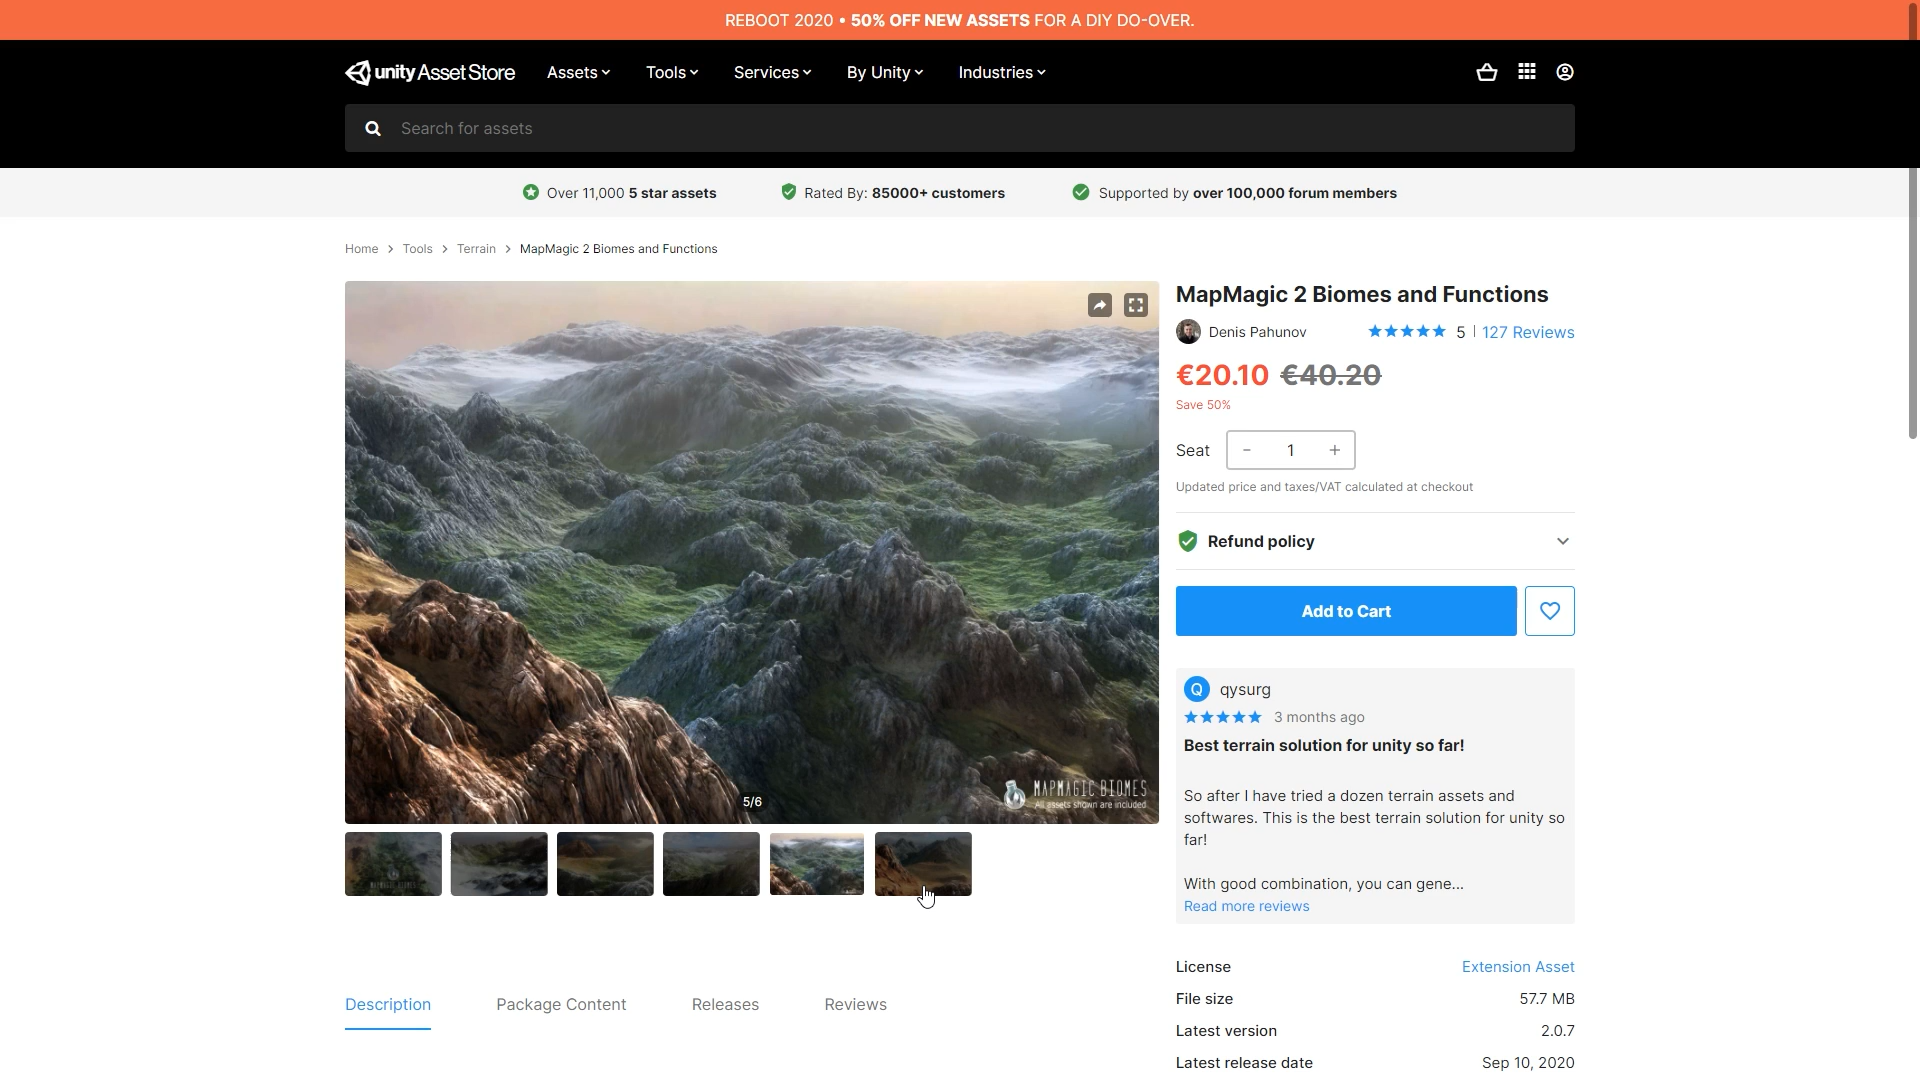 REBOOT 2020 • 50% OFF NEW ASSETS FOR A DIY DO-OVER.
unity Asset Store
Assets
Tools
Services
By Unity
Industries
Search for assets
Over 11,000 5 star assets
Rated By: 85000+ customers
Supported by over 100,000 forum members
Home > Tools > Terrain > MapMagic 2 Biomes and Functions
MapMagic 2 Biomes and Functions
Denis Pahunov
5 | 127 Reviews
€20.10 €40.20
Save 50%
Seat - 1 +
Updated price and taxes/VAT calculated at checkout
Refund policy
Add to Cart
5/6
MAPMAGIC BIOMES
All assets shown are included
Q qysurg
3 months ago
Best terrain solution for unity so far!
So after I have tried a dozen terrain assets and
softwares. This is the best terrain solution for unity so
far!
With good combination, you can gene...
Read more reviews
License Extension Asset
File size 57.7 MB
Latest version 2.0.7
Latest release date Sep 10, 2020
Description
Package Content
Releases
Reviews